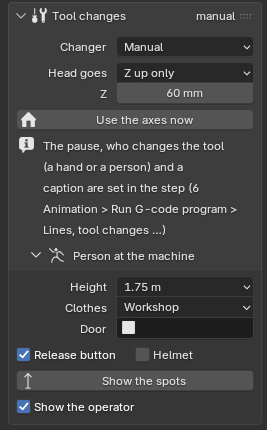 Tool changes manual
Changer Manual
Head goes Z up only
Z 60 mm
Use the axes now
The pause, who changes the tool
(a hand or a person) and a
caption are set in the step (6
Animation > Run G-code program >
Lines, tool changes ...)
Person at the machine
Height 1.75 m
Clothes Workshop
Door
Release button Helmet
Show the spots
Show the operator